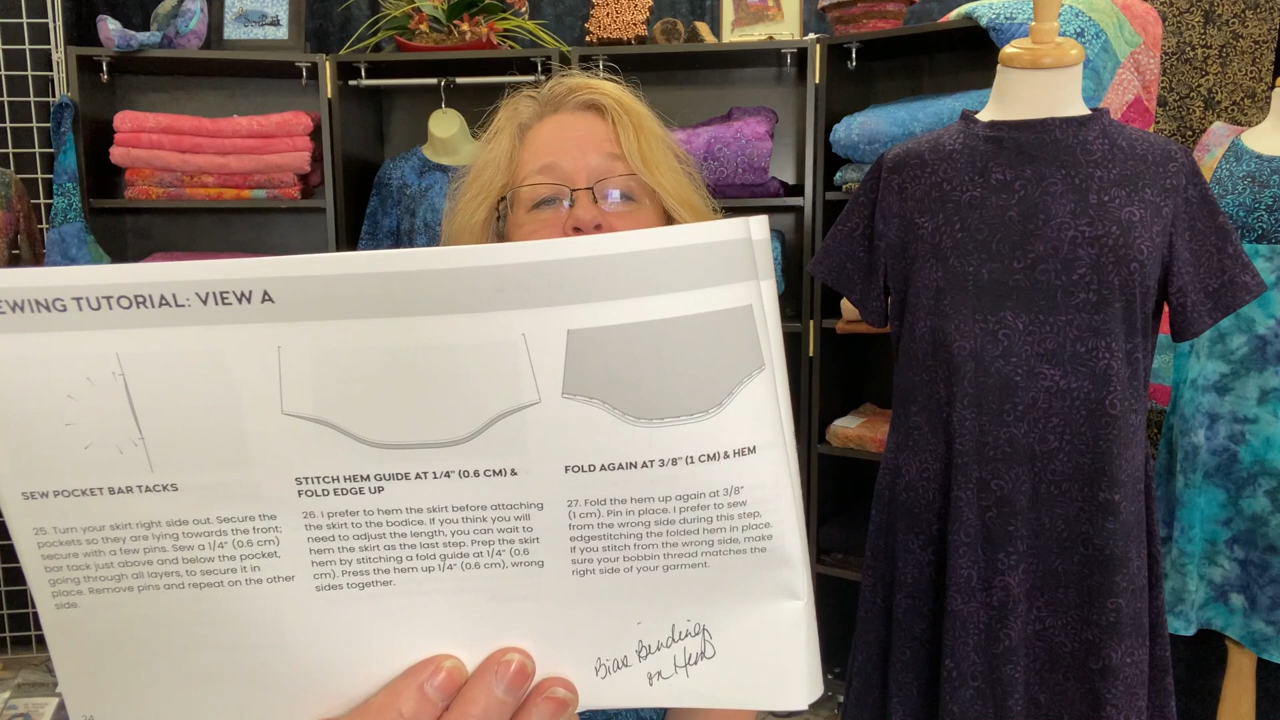 EWING TUTORIAL: VIEW A
SEW POCKET BAR TACKS
25. Turn your skirt right side out. Secure the
pockets so they are lying towards the front;
secure with a few pins. Sew a 1/4" (0.6 cm)
bar tack just above and below the pocket,
going through all layers, to secure it in
place. Remove pins and repeat on the other
side.
STITCH HEM GUIDE AT 1/4" (0.6 CM) &
FOLD EDGE UP
26. I prefer to hem the skirt before attaching
the skirt to the bodice. If you think you will
need to adjust the length, you can wait to
hem the skirt as the last step. Prep the skirt
hem by stitching a fold guide at 1/4" (0.6
cm). Press the hem up 1/4" (0.6 cm), wrong
sides together.
FOLD AGAIN AT 3/8" (1 CM) & HEM
27. Fold the hem up again at 3/8"
(1 cm). Pin in place. I prefer to sew
from the wrong side during this step,
edgestitching the folded hem in place.
If you stitch from the wrong side, make
sure your bobbin thread matches the
right side of your garment.
Bias Binding
on Hem
24